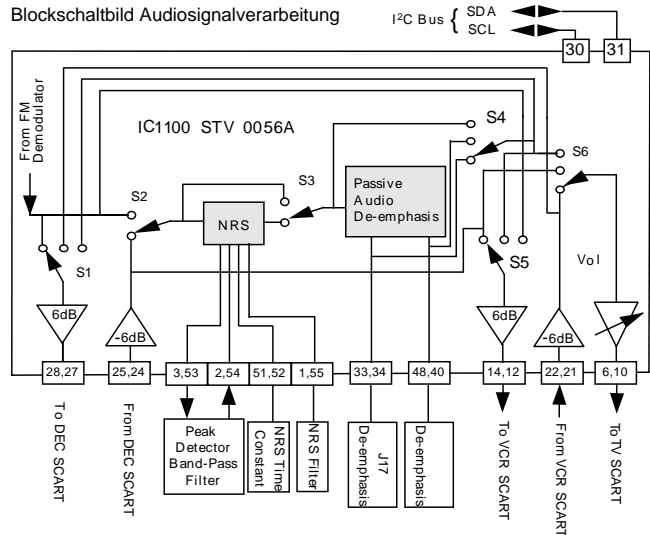 Blockschaltbild Audiosignalverarbeitung
I²C Bus { SDA
SCL
30
31
From FM
Demodulator
IC1100 STV 0056A
S4
S6
S2
S3
Passive
Audio
De-emphasis
NRS
S1
S5
Vol
6dB
-6dB
6dB
-6dB
28,27
25,24
3,53
2,54
51,52
1,55
33,34
48,40
14,12
22,21
6,10
To DEC SCART
From DEC SCART
Peak
Detector
Band-Pass
Filter
NRS Time
Constant
NRS Filter
J17
De-emphasis
De-emphasis
To VCR SCART
From VCR SCART
To TV SCART